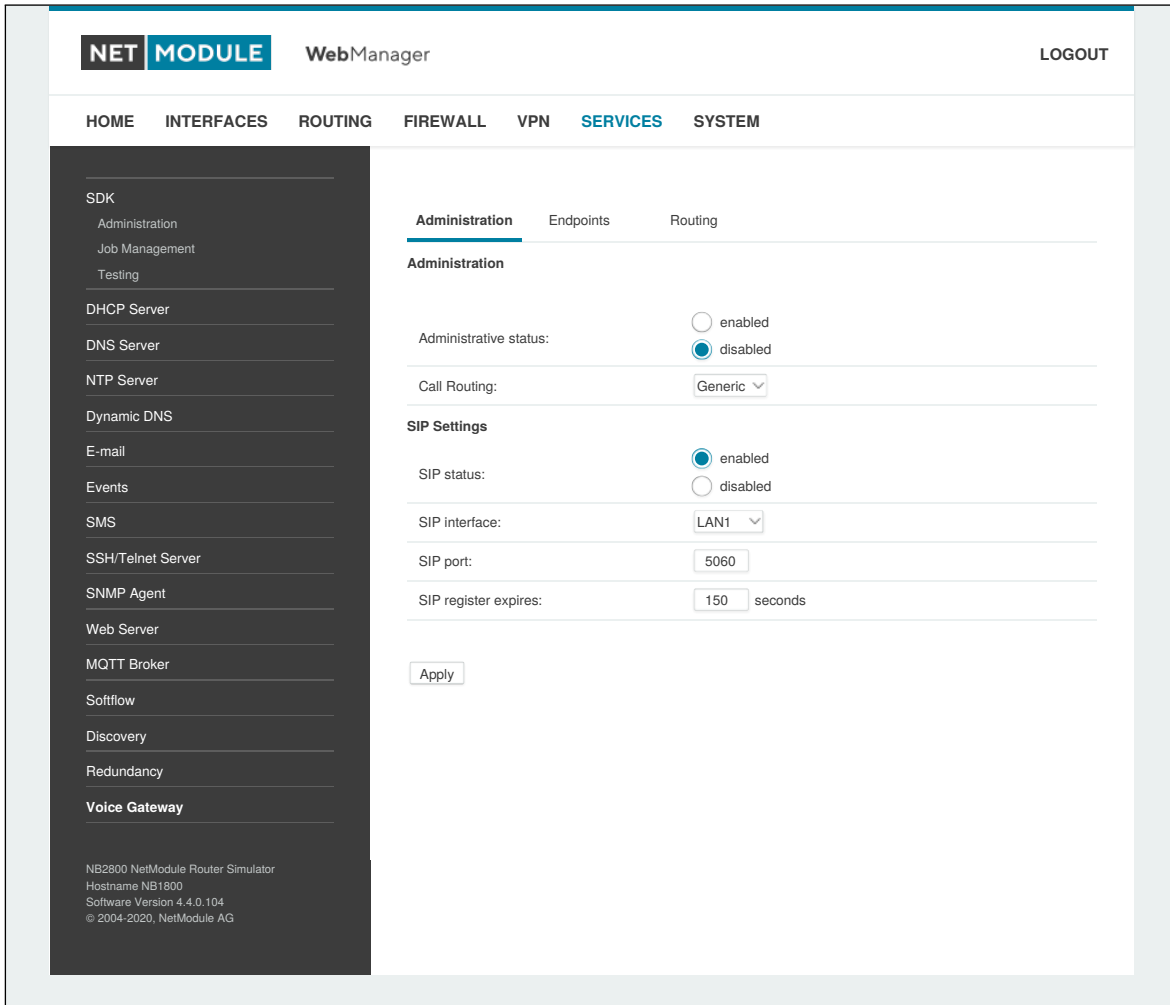 NET MODULE WebManager LOGOUT
HOME INTERFACES ROUTING FIREWALL VPN SERVICES SYSTEM
SDK
Administration
Job Management
Testing
DHCP Server
DNS Server
NTP Server
Dynamic DNS
E-mail
Events
SMS
SSH/Telnet Server
SNMP Agent
Web Server
MQTT Broker
Softflow
Discovery
Redundancy
Voice Gateway
NB2800 NetModule Router Simulator
Hostname NB1800
Software Version 4.4.0.104
© 2004-2020, NetModule AG
Administration Endpoints Routing
Administration
Administrative status:
enabled
disabled
Call Routing: Generic
SIP Settings
SIP status:
enabled
disabled
SIP interface: LAN1
SIP port: 5060
SIP register expires: 150 seconds
Apply